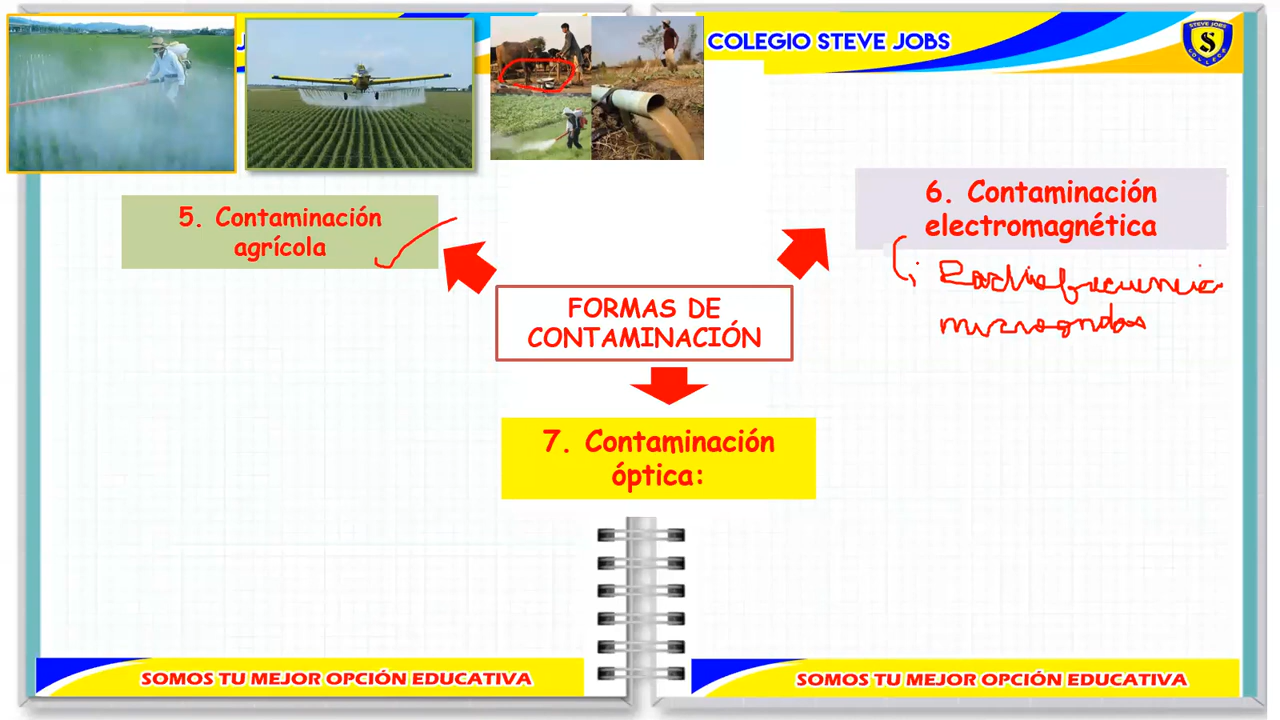 COLEGIO STEVE JOBS
STEVE JOBS
S
COLLEGE
5. Contaminación
agrícola
6. Contaminación
electromagnética
Radiofrecuencia
microondas
FORMAS DE
CONTAMINACIÓN
7. Contaminación
óptica:
SOMOS TU MEJOR OPCIÓN EDUCATIVA
SOMOS TU MEJOR OPCIÓN EDUCATIVA